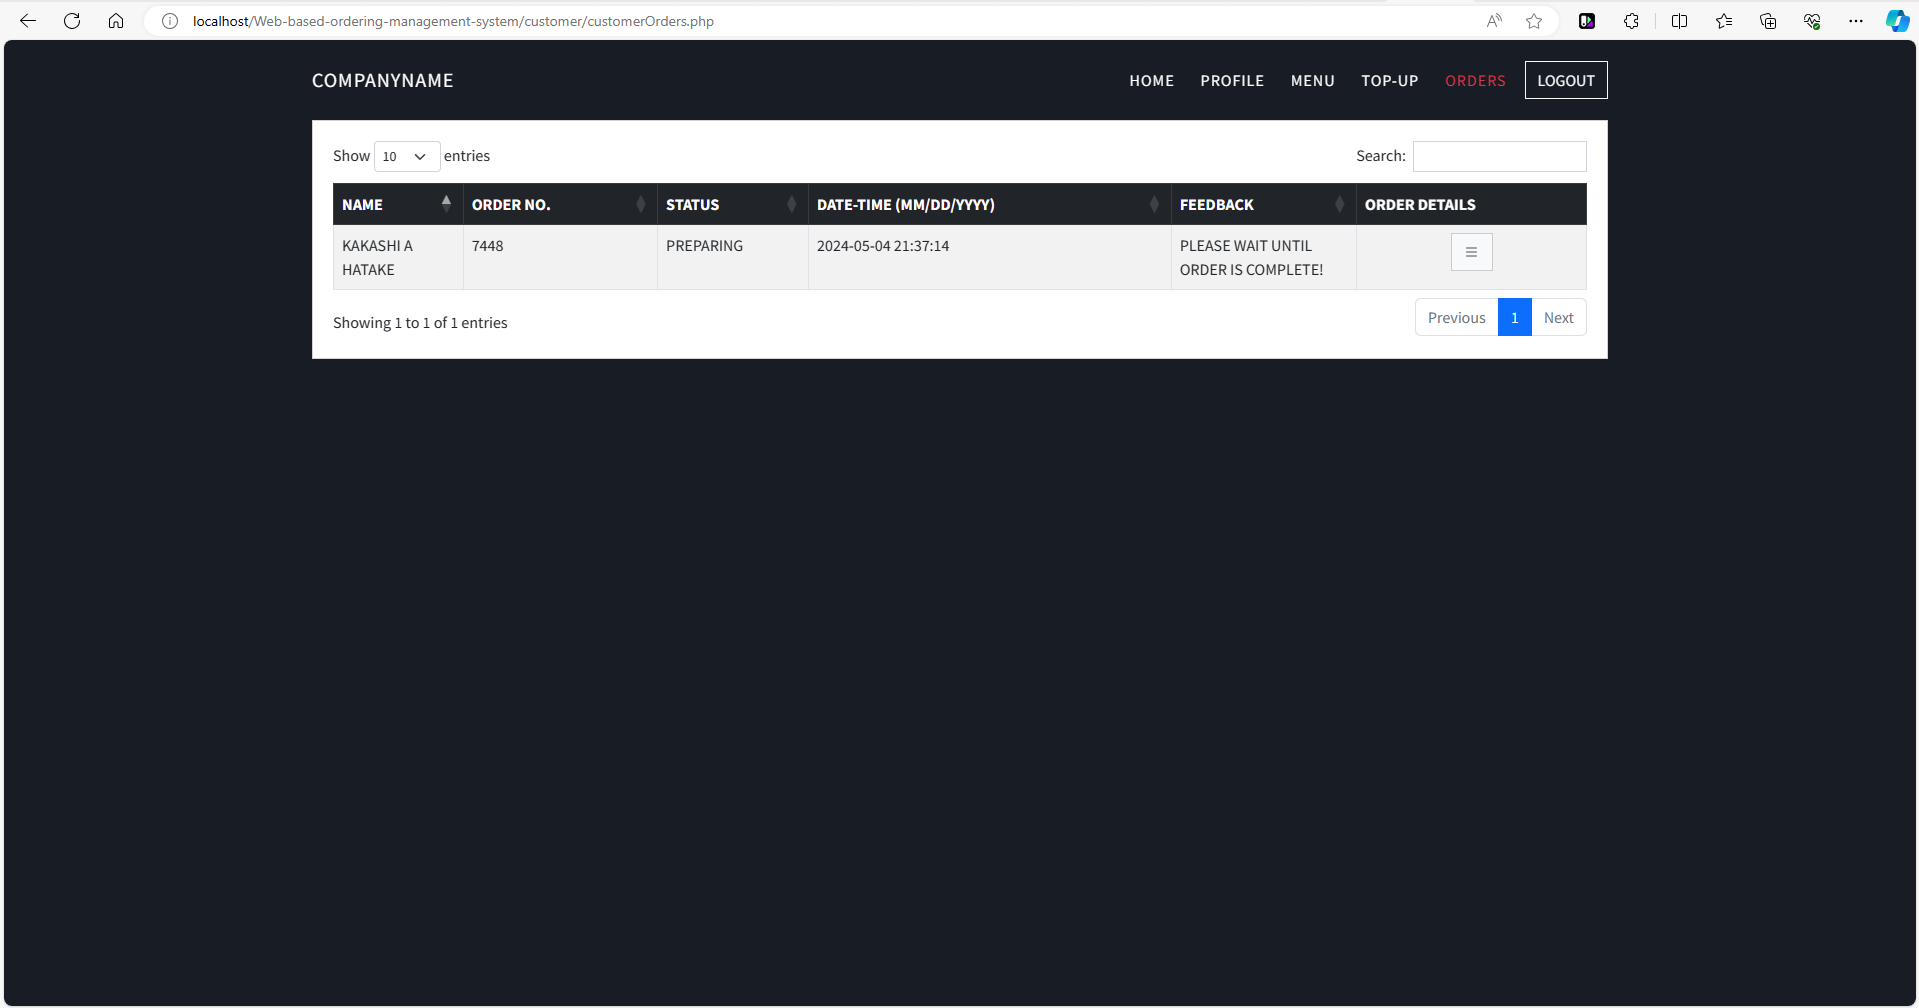 localhost/Web-based-ordering-management-system/customer/customerOrders.php
COMPANYNAME
HOME PROFILE MENU TOP-UP ORDERS LOGOUT
Show 10 entries Search:
NAME ORDER NO. STATUS DATE-TIME (MM/DD/YYYY) FEEDBACK ORDER DETAILS
KAKASHI A 7448 PREPARING 2024-05-04 21:37:14 PLEASE WAIT UNTIL
HATAKE ORDER IS COMPLETE!
Showing 1 to 1 of 1 entries Previous 1 Next